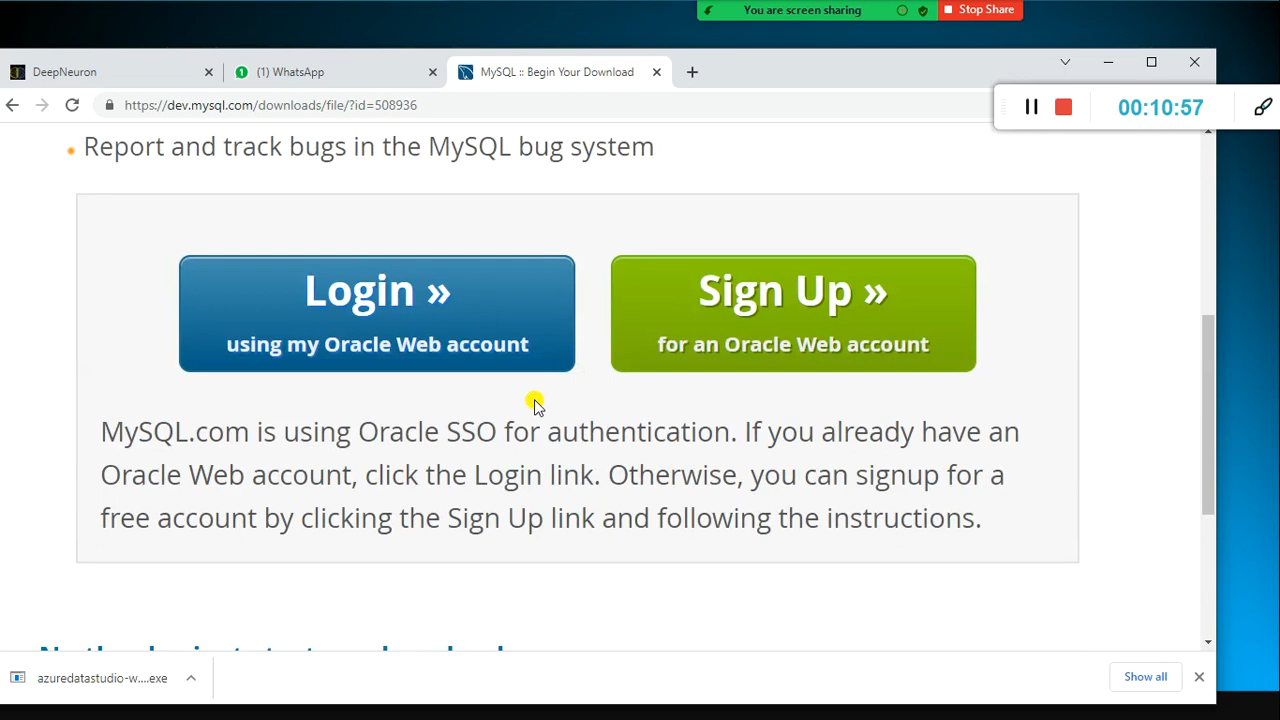 You are screen sharing
Stop Share
DeepNeuron
(1) WhatsApp
MySQL :: Begin Your Download
https://dev.mysql.com/downloads/file/?id=508936
00:10:57
Report and track bugs in the MySQL bug system
Login »
using my Oracle Web account
Sign Up »
for an Oracle Web account
MySQL.com is using Oracle SSO for authentication. If you already have an
Oracle Web account, click the Login link. Otherwise, you can signup for a
free account by clicking the Sign Up link and following the instructions.
azuredatastudio-w....exe
Show all